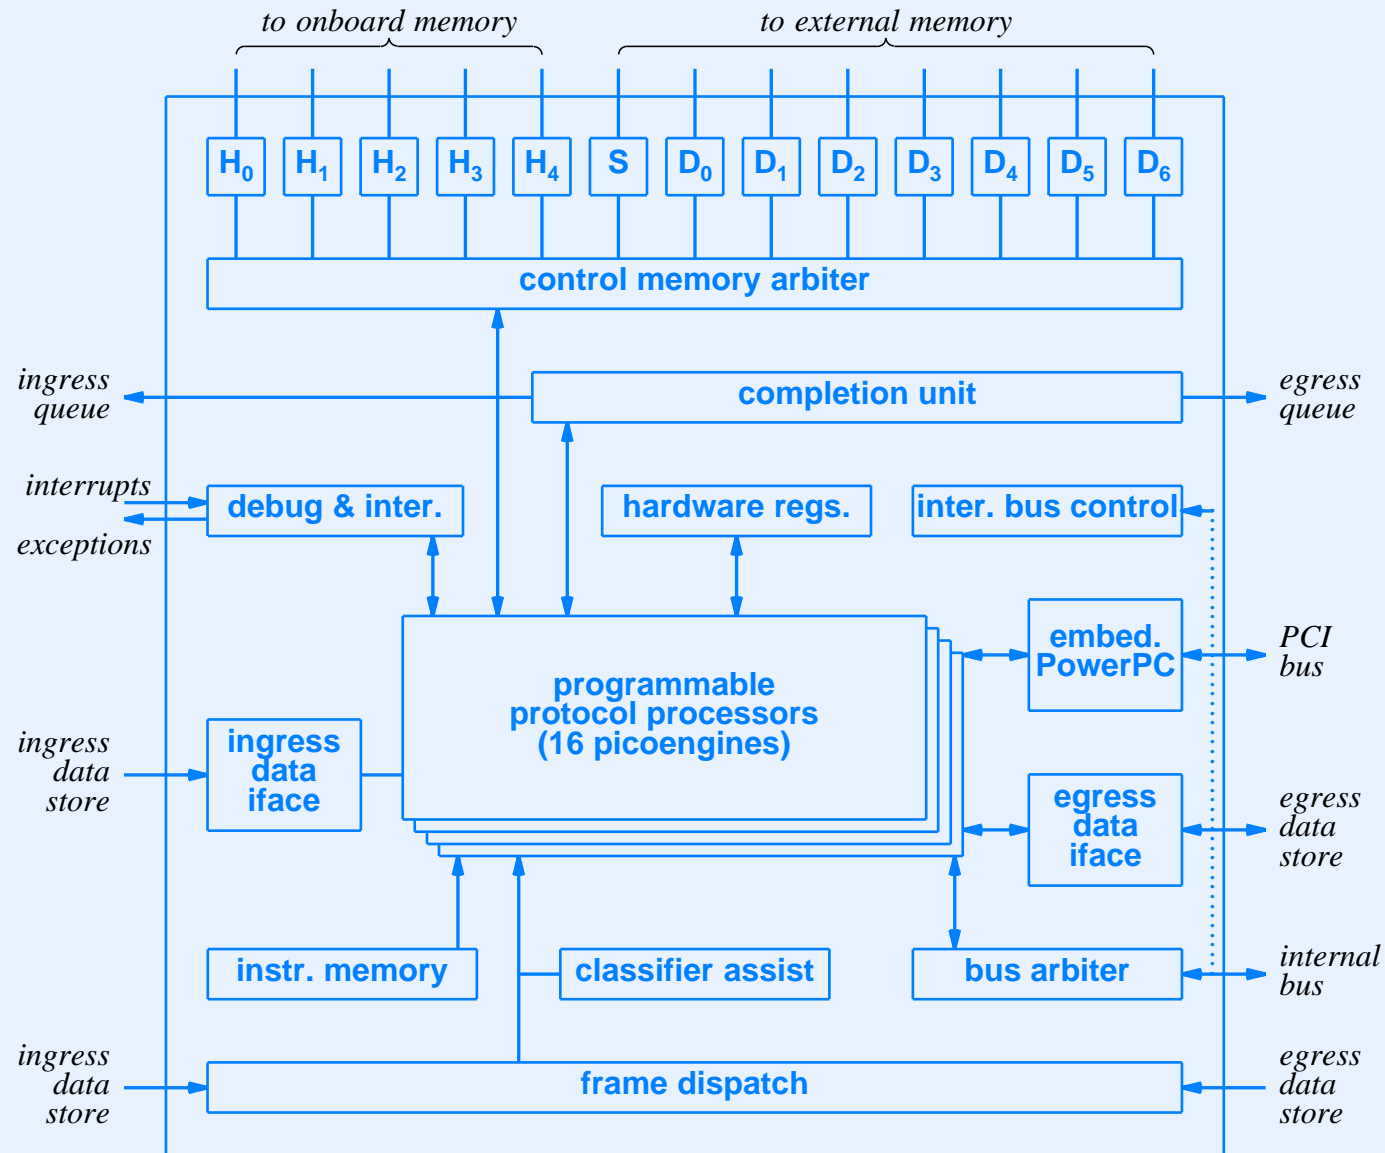 to onboard memory
to external memory
H0 H1 H2 H3 H4 S D0 D1 D2 D3 D4 D5 D6
control memory arbiter
ingress
queue
completion unit
egress
queue
interrupts
exceptions
debug & inter.
hardware regs.
inter. bus control
programmable
protocol processors
(16 picoengines)
embed.
PowerPC
PCI
bus
ingress
data
store
ingress
data
iface
egress
data
iface
egress
data
store
instr. memory
classifier assist
bus arbiter
internal
bus
ingress
data
store
frame dispatch
egress
data
store